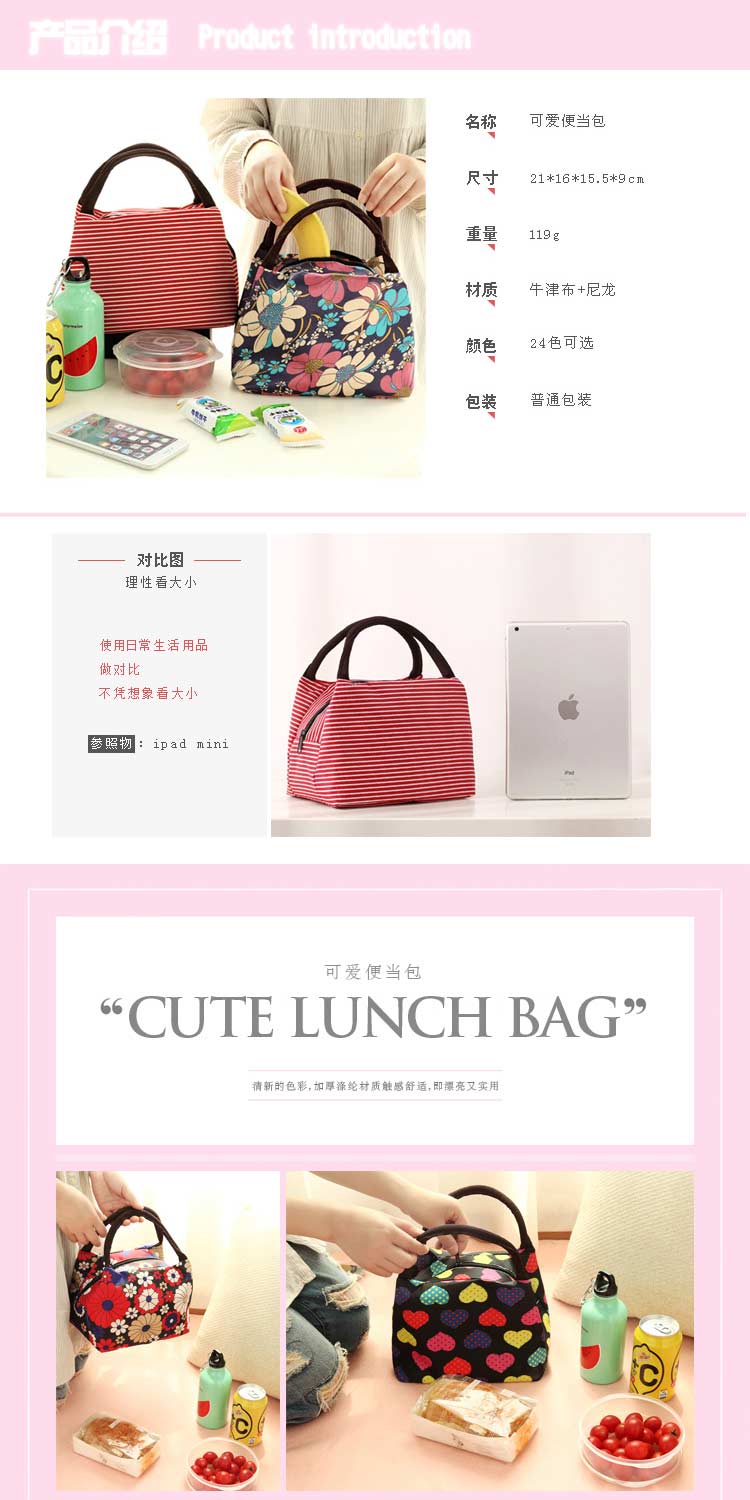 产品介绍 Product introduction
名称 可爱便当包
尺寸 21*16*15.5*9cm
重量 119g
材质 牛津布+尼龙
颜色 24色可选
包装 普通包装
对比图
理性看大小
使用日常生活用品
做对比
不凭想象看大小
参照物：ipad mini
iPad
可爱便当包
“CUTE LUNCH BAG”
清新的色彩,加厚涤纶材质触感舒适,即漂亮又实用
C